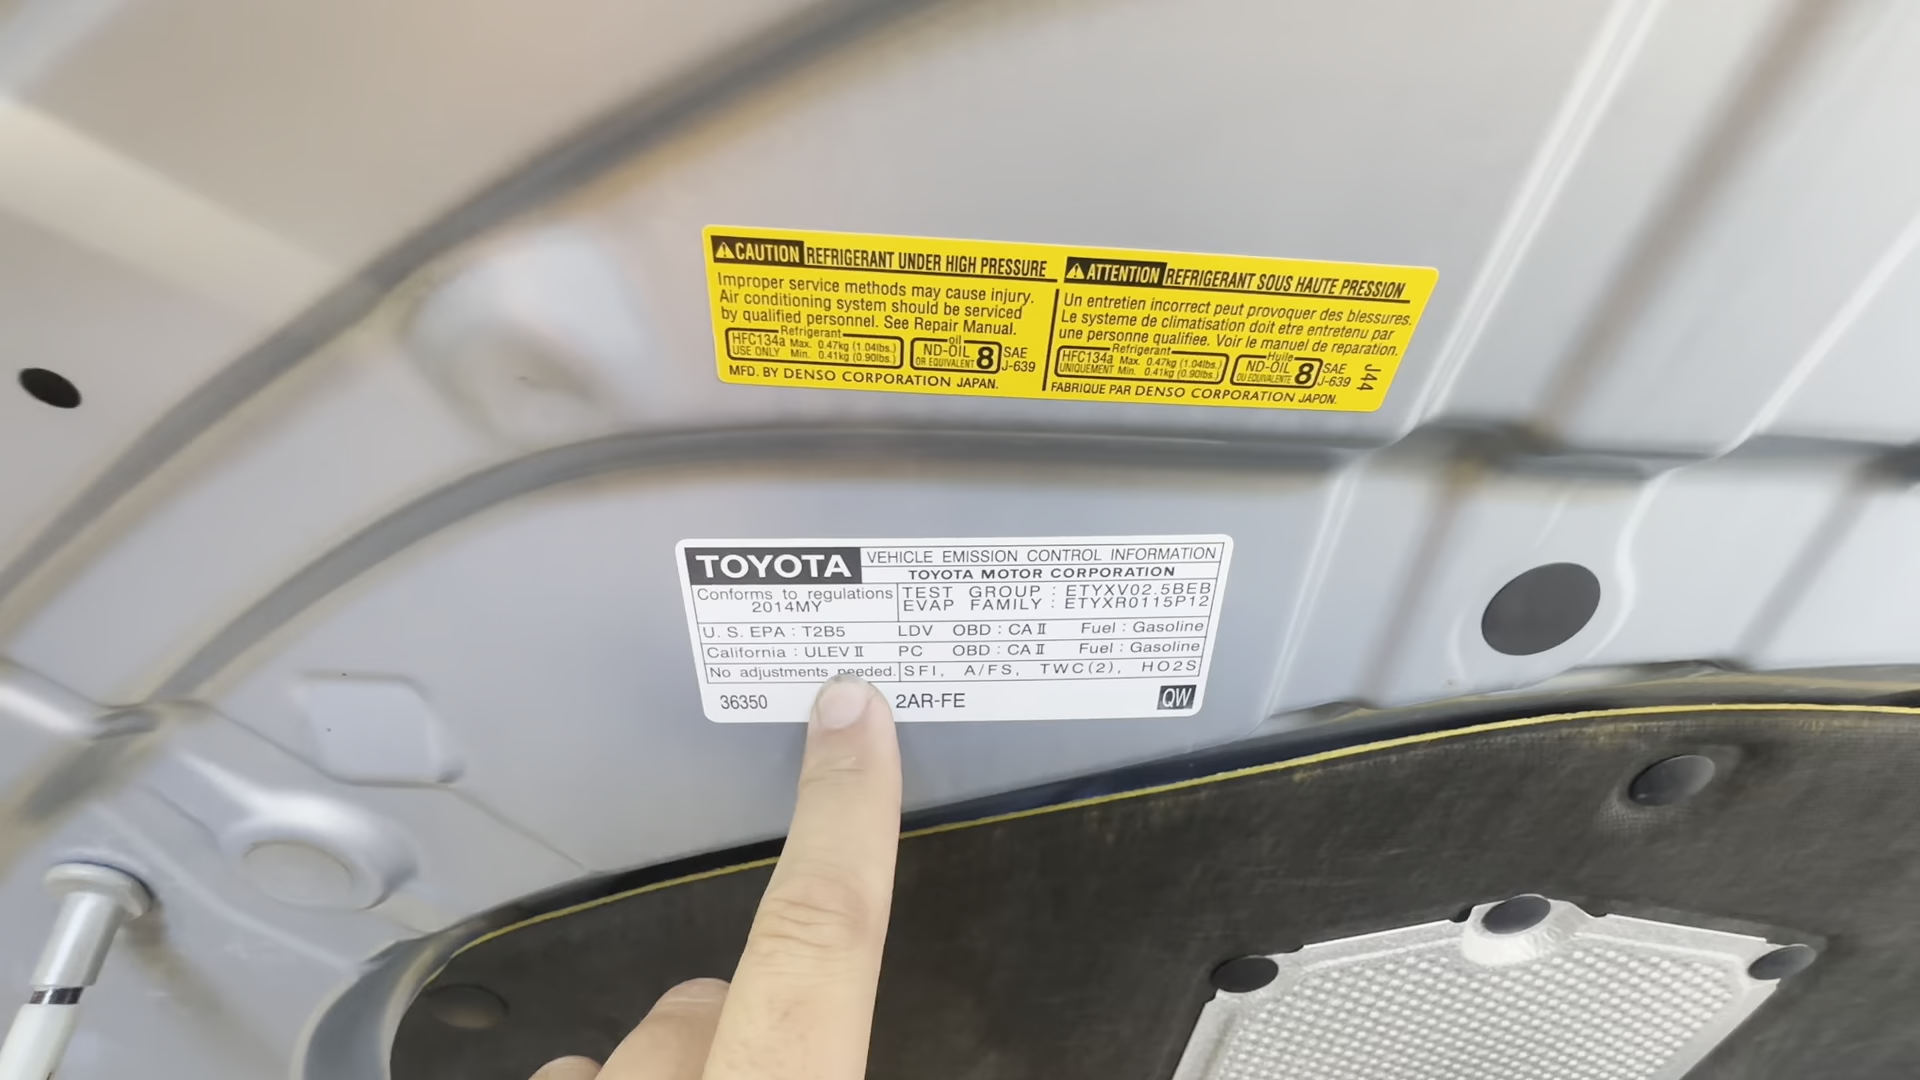 CAUTION REFRIGERANT UNDER HIGH PRESSURE
Improper service methods may cause injury.
Air conditioning system should be serviced
by qualified personnel. See Repair Manual.
Refrigerant
HFC134a Max. 0.47kg (1.04lbs.)
USE ONLY Min. 0.41kg (0.90lbs.)
oil
ND-OIL 8
OR EQUIVALENT
SAE
J-639
MFD. BY DENSO CORPORATION JAPAN.
ATTENTION REFRIGERANT SOUS HAUTE PRESSION
Un entretien incorrect peut provoquer des blessures.
Le systeme de climatisation doit etre entretenu par
une personne qualifiee. Voir le manuel de reparation.
Refrigerant
HFC134a Max. 0.47kg (1.04lbs.)
UNIQUEMENT Min. 0.41kg (0.90lbs.)
Huile
ND-OIL 8
OU EQUIVALENTE
SAE
J-639
FABRIQUE PAR DENSO CORPORATION JAPON.
J44
TOYOTA VEHICLE EMISSION CONTROL INFORMATION
TOYOTA MOTOR CORPORATION
Conforms to regulations
2014MY
TEST GROUP : ETYXV02.5BEB
EVAP FAMILY : ETYXR0115P12
U.S. EPA : T2B5 LDV OBD : CA II Fuel : Gasoline
California : ULEV II PC OBD : CA II Fuel : Gasoline
No adjustments needed. SFI, A/FS, TWC(2), HO2S
36350 2AR-FE QW